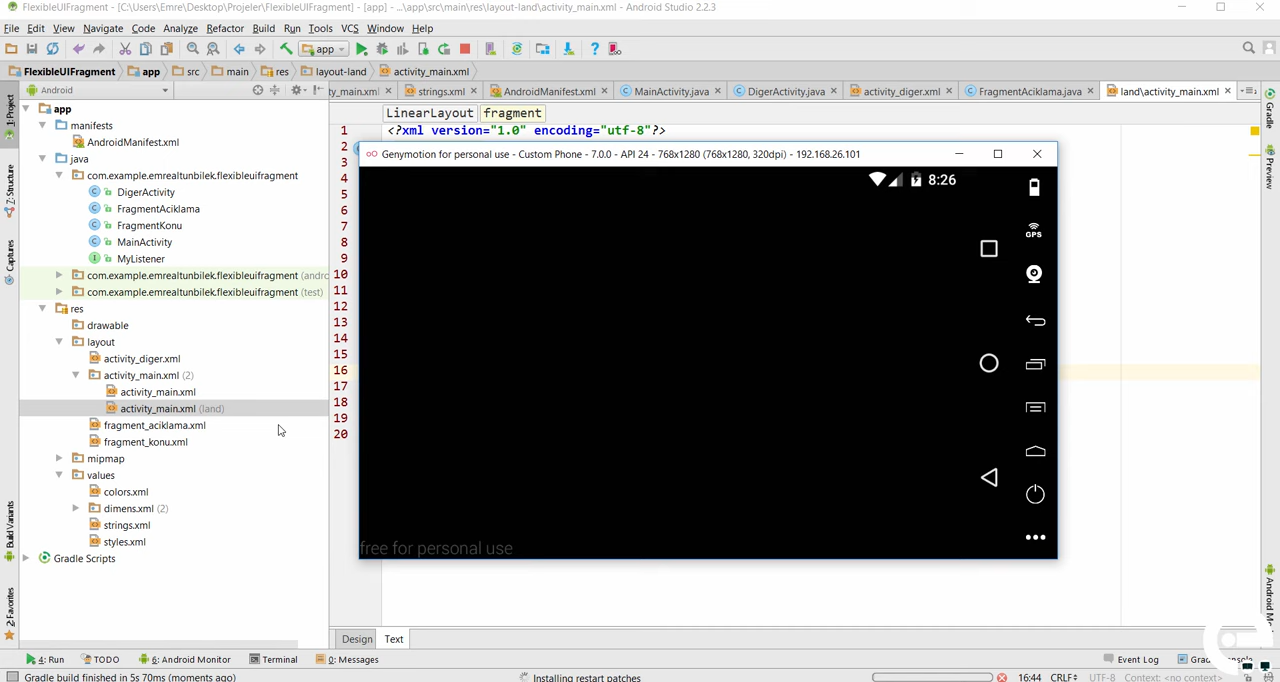 FlexibleUIFragment - [C:\Users\Emre\Desktop\Projeler\FlexibleUIFragment] - [app] - ...\app\src\main\res\layout-land\activity_main.xml - Android Studio 2.2.3
File Edit View Navigate Code Analyze Refactor Build Run Tools VCS Window Help
app
FlexibleUIFragment app src main res layout-land activity_main.xml
Android
ty_main.xml strings.xml AndroidManifest.xml MainActivity.java DigerActivity.java activity_diger.xml FragmentAciklama.java land\activity_main.xml
LinearLayout fragment
1: Project
7: Structure
Captures
Build Variants
2: Favorites
app
manifests
AndroidManifest.xml
java
com.example.emrealtunbilek.flexibleuifragment
DigerActivity
FragmentAciklama
FragmentKonu
MainActivity
MyListener
com.example.emrealtunbilek.flexibleuifragment (andro
com.example.emrealtunbilek.flexibleuifragment (test)
res
drawable
layout
activity_diger.xml
activity_main.xml (2)
activity_main.xml
activity_main.xml (land)
fragment_aciklama.xml
fragment_konu.xml
mipmap
values
colors.xml
dimens.xml (2)
strings.xml
styles.xml
Gradle Scripts
1
2
3
4
5
6
7
8
9
10
11
12
13
14
15
16
17
18
19
20
<?xml version="1.0" encoding="utf-8"?>
Genymotion for personal use - Custom Phone - 7.0.0 - API 24 - 768x1280 (768x1280, 320dpi) - 192.168.26.101
8:26
GPS
free for personal use
Gradle
Preview
Design Text
4: Run TODO 6: Android Monitor Terminal 0: Messages Event Log
Gradle build finished in 5s 70ms (moments ago) Installing restart patches 16:44 CRLF UTF-8 Context: <no context>